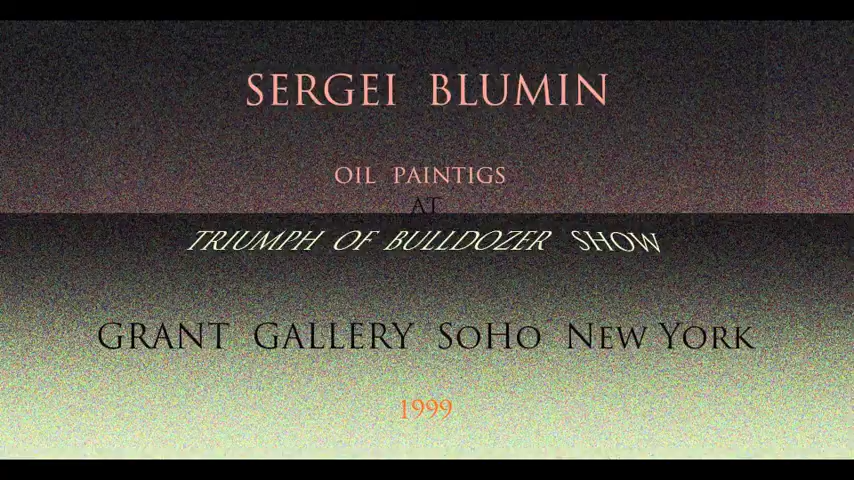 SERGEI BLUMIN
OIL PAINTIGS
AT
TRIUMPH OF BULLDOZER SHOW
GRANT GALLERY SOHO NEW YORK
1999